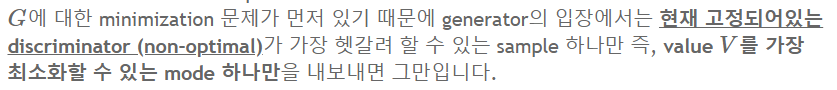 G에 대한 minimization 문제가 먼저 있기 때문에 generator의 입장에서는 현재 고정되어있는
discriminator (non-optimal)가 가장 헷갈려 할 수 있는 sample 하나만 즉, value V를 가장
최소화할 수 있는 mode 하나만을 내보내면 그만입니다.